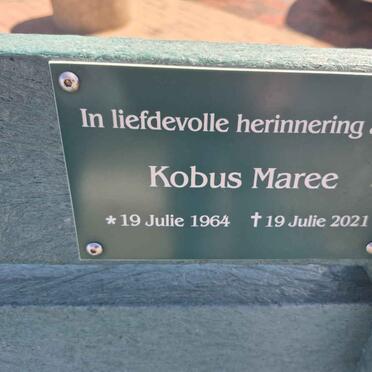 In liefdevolle herinnering
Kobus Maree
* 19 Julie 1964 † 19 Julie 2021